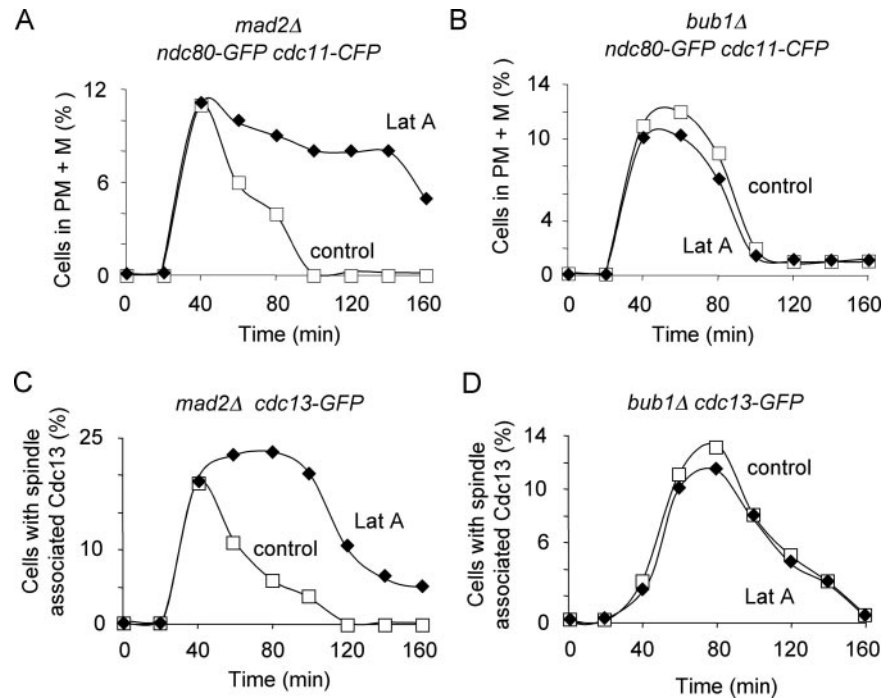 A
mad2Δ
ndc80-GFP cdc11-CFP
Cells in PM + M (%)
12
6
0
Lat A
control
0 40 80 120 160
Time (min)
B
bub1Δ
ndc80-GFP cdc11-CFP
Cells in PM + M (%)
14
10
4
0
control
Lat A
0 40 80 120 160
Time (min)
C
mad2Δ cdc13-GFP
Cells with spindle
associated Cdc13 (%)
25
10
0
Lat A
control
0 40 80 120 160
Time (min)
D
bub1Δ cdc13-GFP
Cells with spindle
associated Cdc13 (%)
14
10
6
0
control
Lat A
0 40 80 120 160
Time (min)